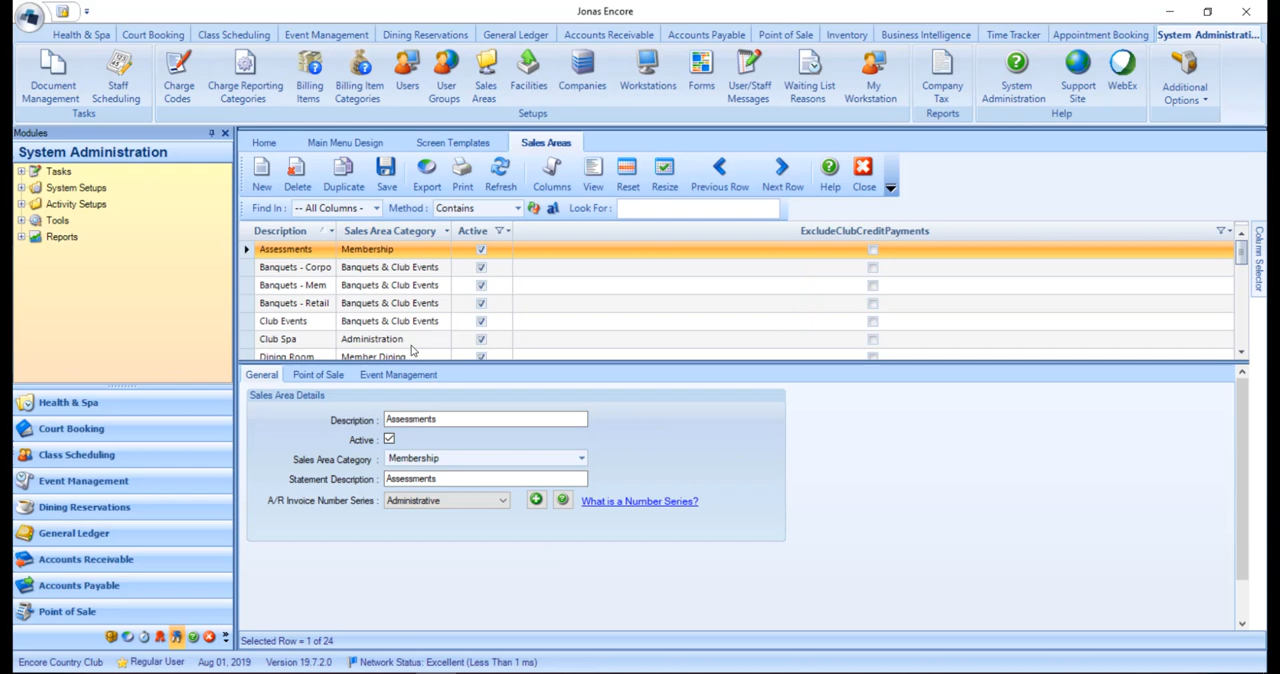 Jonas Encore
Health & Spa Court Booking Class Scheduling Event Management Dining Reservations General Ledger Accounts Receivable Accounts Payable Point of Sale Inventory Business Intelligence Time Tracker Appointment Booking System Administrati...
Document Management Staff Scheduling Charge Codes Charge Reporting Categories Billing Items Billing Item Categories Users User Groups Sales Areas Facilities Companies Workstations Forms User/Staff Messages Waiting List Reasons My Workstation Company Tax System Administration Support Site WebEx Additional Options
Tasks Setups Reports Help
Modules
System Administration
Tasks
System Setups
Activity Setups
Tools
Reports
Health & Spa
Court Booking
Class Scheduling
Event Management
Dining Reservations
General Ledger
Accounts Receivable
Accounts Payable
Point of Sale
Home Main Menu Design Screen Templates Sales Areas
New Delete Duplicate Save Export Print Refresh Columns View Reset Resize Previous Row Next Row Help Close
Find In : -- All Columns - Method : Contains Look For :
Description Sales Area Category Active ExcludeClubCreditPayments
Assessments Membership
Banquets - Corpo Banquets & Club Events
Banquets - Mem Banquets & Club Events
Banquets - Retail Banquets & Club Events
Club Events Banquets & Club Events
Club Spa Administration
Dining Room Member Dining
Column Selector
General Point of Sale Event Management
Sales Area Details
Description : Assessments
Active :
Sales Area Category : Membership
Statement Description : Assessments
A/R Invoice Number Series : Administrative What is a Number Series?
Selected Row = 1 of 24
Encore Country Club Regular User Aug 01, 2019 Version 19.7.2.0 Network Status: Excellent (Less Than 1 ms)